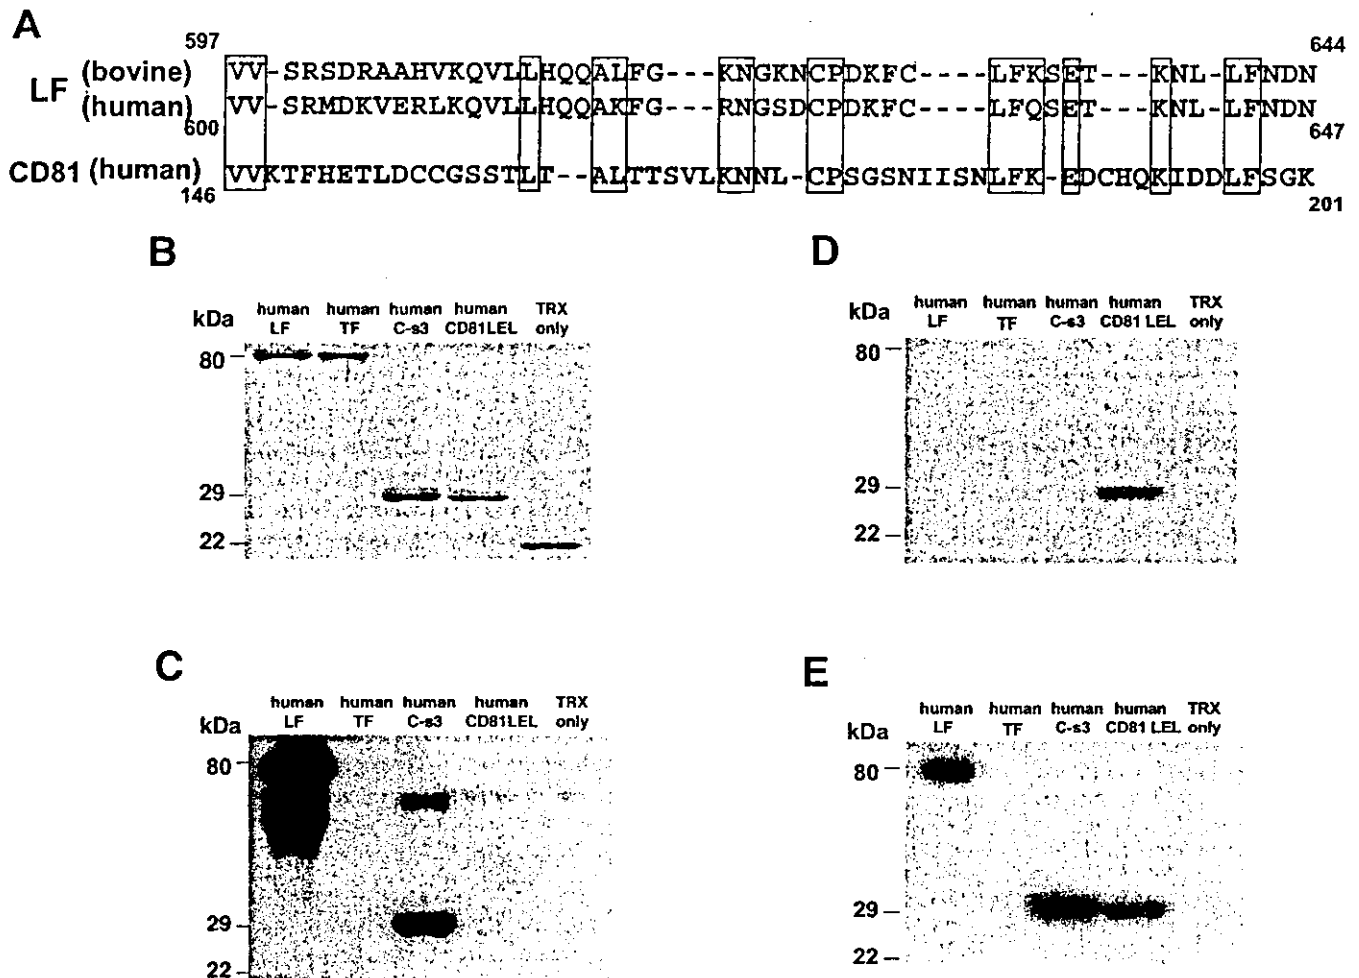 A
597 644
LF (bovine) VV-SRSDRAAHVKQVLLHQQALFG---KNGKNCPDKFC----LFKSET---KNL-LFNDN
(human) VV-SRMDKVERLKQVLLHQQAKFG---RNGSDCPDKFC----LFQSET---KNL-LFNDN
600 647
CD81 (human) VVKTFHETLDCCGSSTLT--ALTTSVLKNNL-CPSGSNIISNLFK-EDCHQKIDDLFSGK
146 201
B
kDa
human LF human TF human C-s3 human CD81LEL TRX only
80
29
22
D
kDa
human LF human TF human C-s3 human CD81 LEL TRX only
80
29
22
C
kDa
human LF human TF human C-s3 human CD81LEL TRX only
80
29
22
E
kDa
human LF human TF human C-s3 human CD81 LEL TRX only
80
29
22